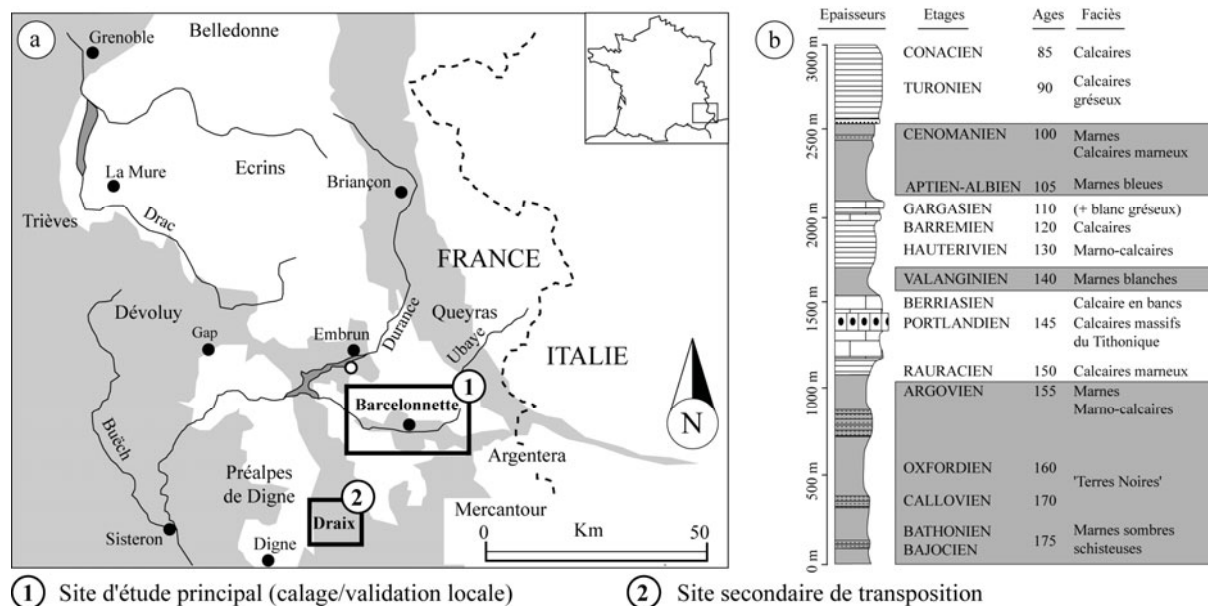 a
Grenoble
Belledonne
La Mure
Ecrins
Briançon
Trièves
Drac
FRANCE
Dévoluy
Durance
Queyras
Gap
Embrun
Ubaye
ITALIE
1
Barcelonnette
N
Buëch
Argentera
Préalpes
de Digne
2
Draix
Mercantour
Sisteron
Digne
0 Km 50
b
Epaisseurs Etages Ages Faciès
3000 m
CONACIEN 85 Calcaires
TURONIEN 90 Calcaires
gréseux
2500 m
CENOMANIEN 100 Marnes
Calcaires marneux
APTIEN-ALBIEN 105 Marnes bleues
2000 m
GARGASIEN 110 (+ blanc gréseux)
BARREMIEN 120 Calcaires
HAUTERIVIEN 130 Marno-calcaires
VALANGINIEN 140 Marnes blanches
1500 m
BERRIASIEN Calcaire en bancs
PORTLANDIEN 145 Calcaires massifs
du Tithonique
RAURACIEN 150 Calcaires marneux
1000 m
ARGOVIEN 155 Marnes
Marno-calcaires
OXFORDIEN 160
'Terres Noires'
500 m
CALLOVIEN 170
BATHONIEN 175 Marnes sombres
BAJOCIEN schisteuses
0 m
1 Site d'étude principal (calage/validation locale)
2 Site secondaire de transposition